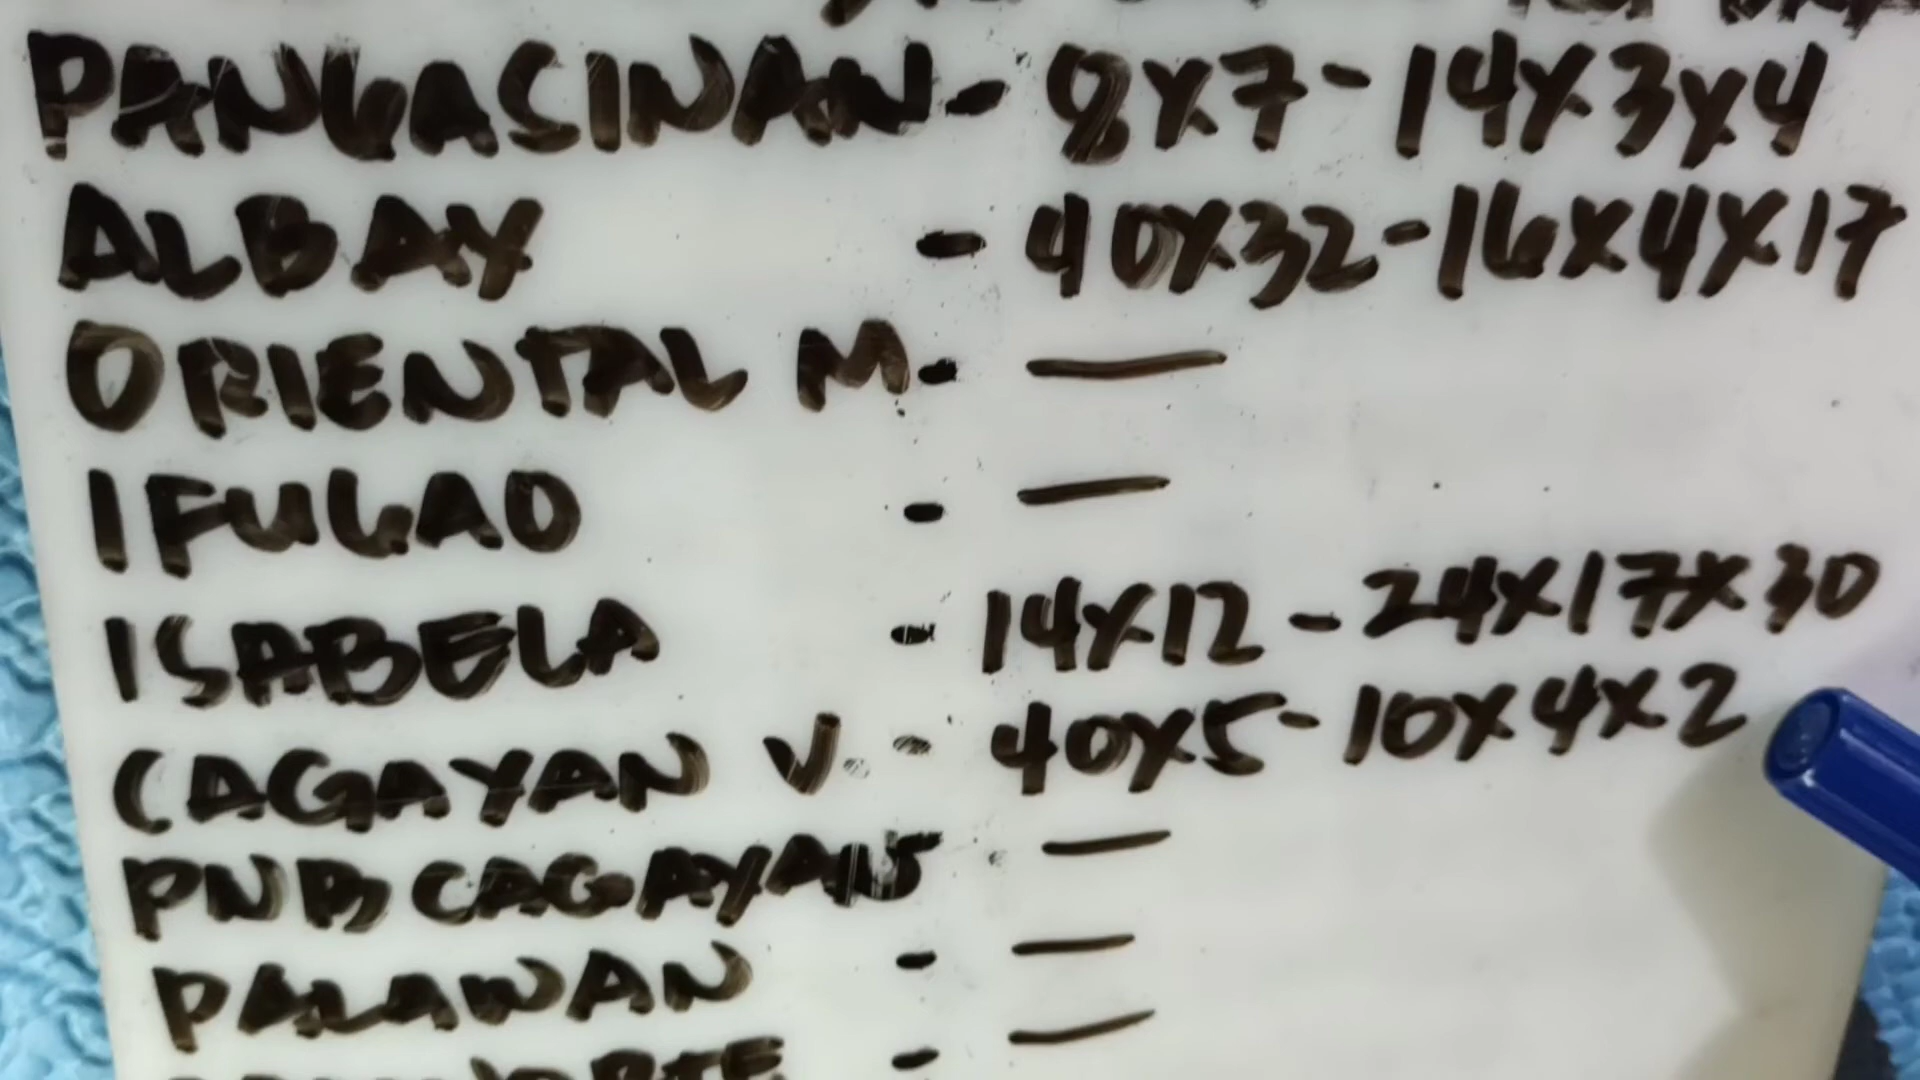 PANGASINAN - 8X7 - 14X3X4
ALBAY - 40X32 - 16X4X17
ORIENTAL M. - —
IFUGAO - —
ISABELA - 14X12 - 24X17X30
CAGAYAN V. - 40X5 - 10X4X2
PNB CAGAYAN —
PALAWAN - —
- —